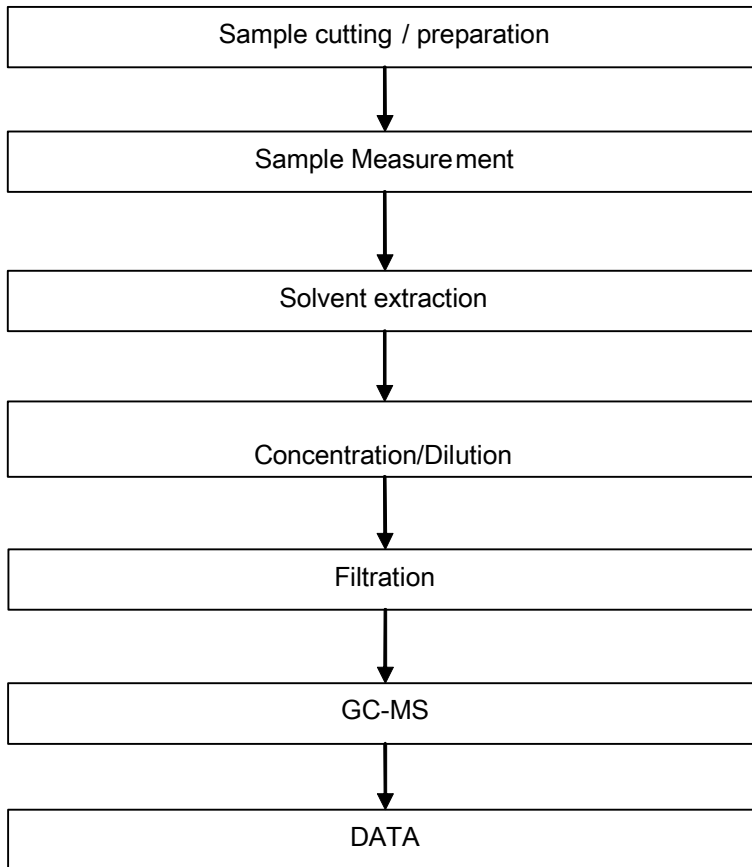 Sample cutting / preparation
Sample Measurement
Solvent extraction
Concentration/Dilution
Filtration
GC-MS
DATA